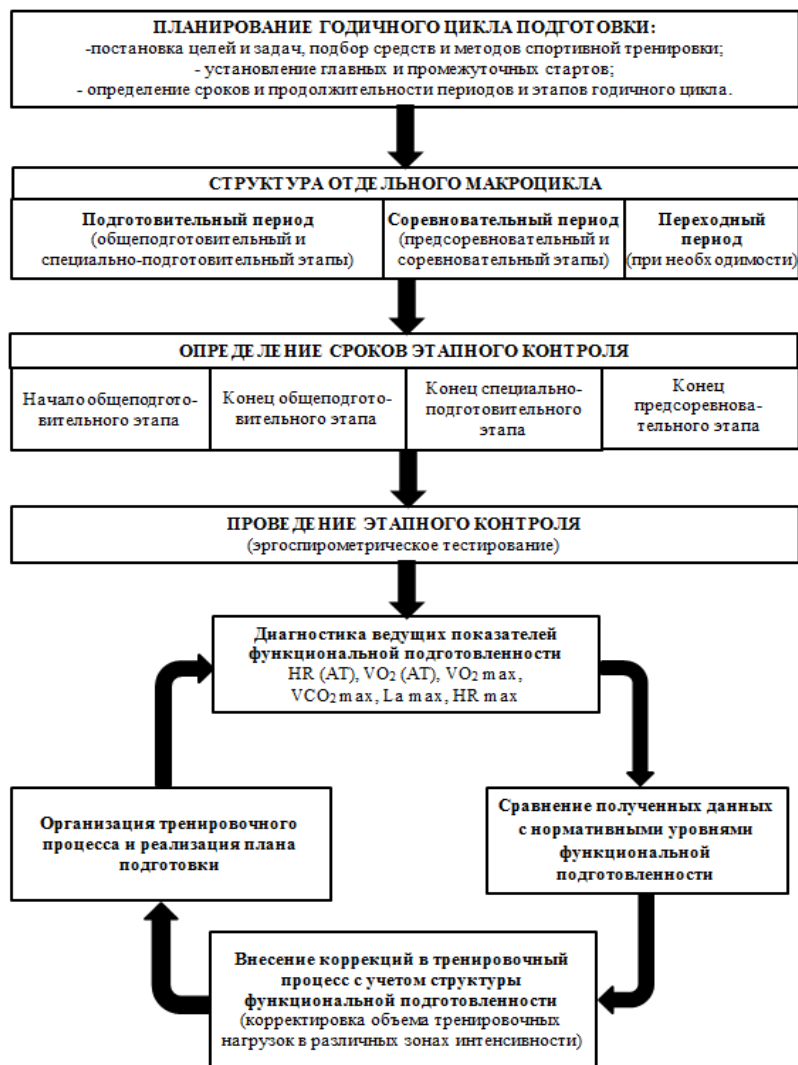 ПЛАНИРОВАНИЕ ГОДИЧНОГО ЦИКЛА ПОДГОТОВКИ:
-постановка целей и задач, подбор средств и методов спортивной тренировки;
- установление главных и промежуточных стартов;
- определение сроков и продолжительности периодов и этапов годичного цикла.
СТРУКТУРА ОТДЕЛЬНОГО МАКРОЦИКЛА
Подготовительный период
(общеподготовительный и
специально-подготовительный этапы)
Соревновательный период
(предсоревновательный и
соревновательный этапы)
Переходный
период
(при необходимости)
ОПРЕДЕЛЕНИЕ СРОКОВ ЭТАПНОГО КОНТРОЛЯ
Начало общеподгото-
вительного этапа
Конец общеподгото-
вительного этапа
Конец специально-
подготовительного
этапа
Конец
предсоревнова-
тельного этапа
ПРОВЕДЕНИЕ ЭТАПНОГО КОНТРОЛЯ
(эргоспирометрическое тестирование)
Диагностика ведущих показателей
функциональной подготовленности
HR (AT), VO₂ (AT), VO₂ max,
VCO₂ max, La max, HR max
Сравнение полученных данных
с нормативными уровнями
функциональной
подготовленности
Внесение коррекций в тренировочный
процесс с учетом структуры
функциональной подготовленности
(корректировка объема тренировочных
нагрузок в различных зонах интенсивности)
Организация тренировочного
процесса и реализация плана
подготовки